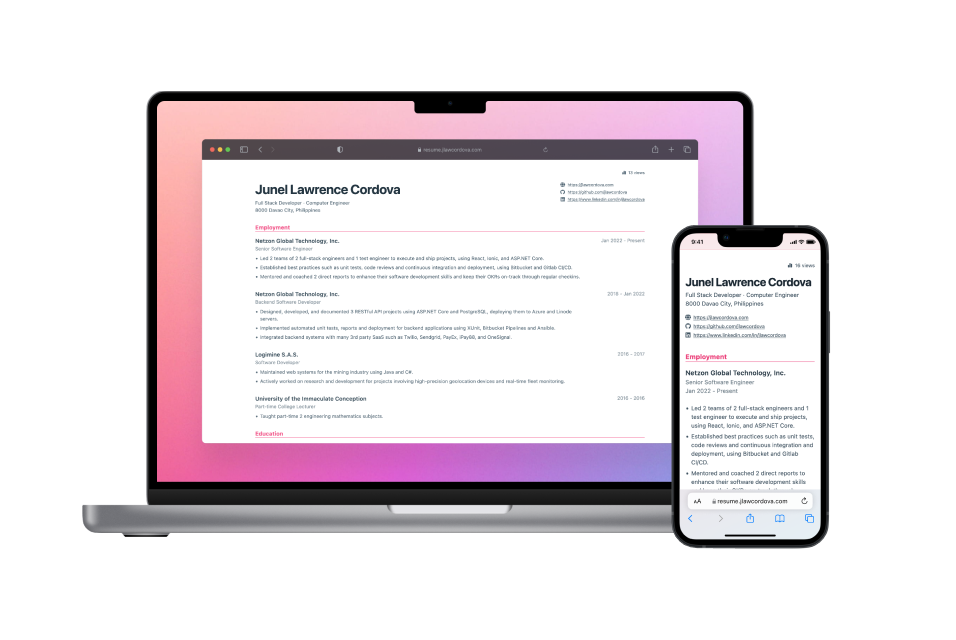 resume.jlawcordova.com
15 views
Junel Lawrence Cordova
Full Stack Developer · Computer Engineer
8000 Davao City, Philippines
https://jlawcordova.com
https://github.com/jlawcordova
https://www.linkedin.com/in/jlawcordova
Employment
Netzon Global Technology, Inc.
Jan 2022 - Present
Senior Software Engineer
• Led 2 teams of 2 full-stack engineers and 1 test engineer to execute and ship projects, using React, Ionic, and ASP.NET Core.
• Established best practices such as unit tests, code reviews and continuous integration and deployment, using Bitbucket and Gitlab CI/CD.
• Mentored and coached 2 direct reports to enhance their software development skills and keep their OKRs on-track through regular checkins.
Netzon Global Technology, Inc.
2018 - Jan 2022
Backend Software Developer
• Designed, developed, and documented 3 RESTful API projects using ASP.NET Core and PostgreSQL, deploying them to Azure and Linode
servers.
• Implemented automated unit tests, reports and deployment for backend applications using XUnit, Bitbucket Pipelines and Ansible.
• Integrated backend systems with many 3rd party SaaS such as Twilio, Sendgrid, PayEx, iPay88, and OneSignal.
Logimine S.A.S.
2016 - 2017
Software Developer
• Maintained web systems for the mining industry using Java and C#.
• Actively worked on research and development for projects involving high-precision geolocation devices and real-time fleet monitoring.
University of the Immaculate Conception
2015 - 2016
Part-time College Lecturer
• Taught part-time 2 engineering mathematics subjects.
Education
9:41
16 views
Junel Lawrence Cordova
Full Stack Developer · Computer Engineer
8000 Davao City, Philippines
https://jlawcordova.com
https://github.com/jlawcordova
https://www.linkedin.com/in/jlawcordova
Employment
Netzon Global Technology, Inc.
Senior Software Engineer
Jan 2022 - Present
• Led 2 teams of 2 full-stack engineers and 1
test engineer to execute and ship projects,
using React, Ionic, and ASP.NET Core.
• Established best practices such as unit tests,
code reviews and continuous integration and
deployment, using Bitbucket and Gitlab
CI/CD.
• Mentored and coached 2 direct reports to
enhance their software development skills
AA
resume.jlawcordova.com